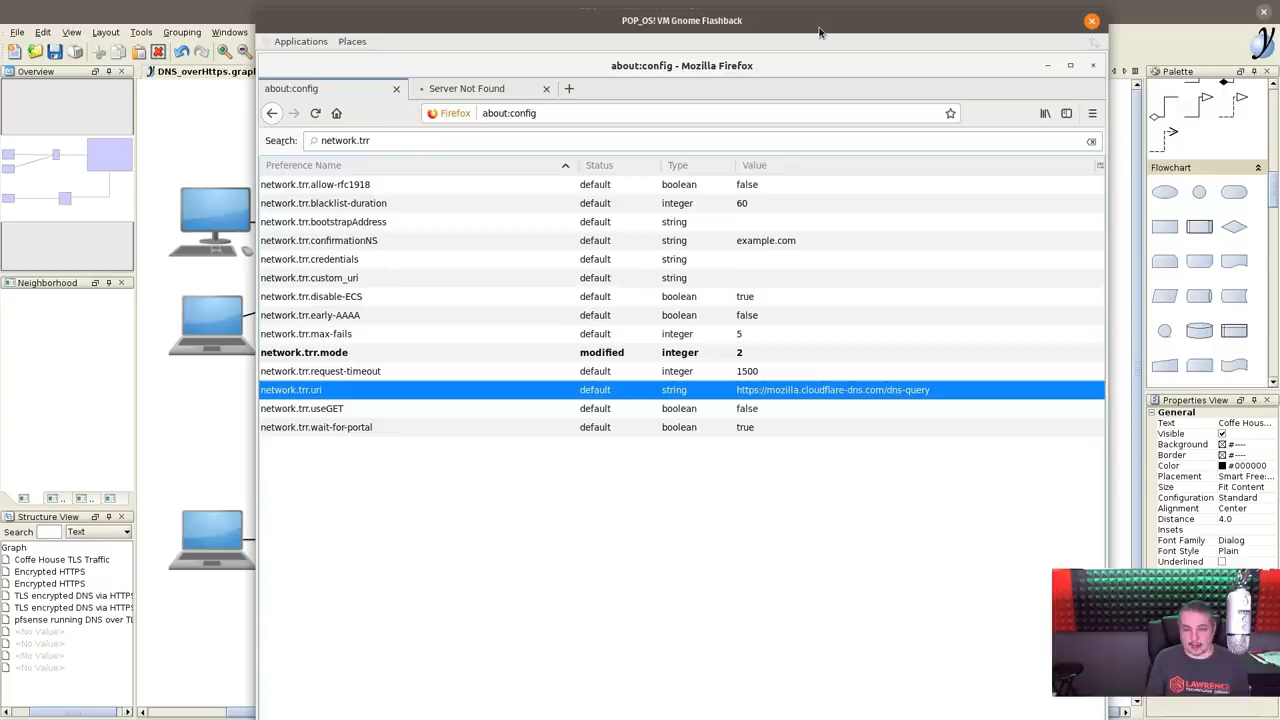 POP_OS! VM Gnome Flashback
File Edit View Layout Tools Grouping Windows
Applications Places
about:config - Mozilla Firefox
Overview
DNS_overHttps.graph
Palette
about:config
Server Not Found
Firefox
about:config
Search:
network.trr
Preference Name Status Type Value
Flowchart
network.trr.allow-rfc1918 default boolean false
network.trr.blacklist-duration default integer 60
network.trr.bootstrapAddress default string
network.trr.confirmationNS default string example.com
network.trr.credentials default string
network.trr.custom_uri default string
network.trr.disable-ECS default boolean true
network.trr.early-AAAA default boolean false
network.trr.max-fails default integer 5
network.trr.mode modified integer 2
network.trr.request-timeout default integer 1500
network.trr.uri default string https://mozilla.cloudflare-dns.com/dns-query
network.trr.useGET default boolean false
network.trr.wait-for-portal default boolean true
Neighborhood
Structure View
Search Text
Graph
Coffe House TLS Traffic
Encrypted HTTPS
Encrypted HTTPS
TLS encrypted DNS via HTTPS
TLS encrypted DNS via HTTPS
pfsense running DNS over TL
<No Value>
<No Value>
<No Value>
<No Value>
Properties View
General
Text Coffe Hous...
Visible
Background #----
Border #----
Color #000000
Placement Smart Free:...
Size Fit Content
Configuration Standard
Alignment Center
Distance 4.0
Insets
Font Family Dialog
Font Style Plain
Underlined
LAWRENCE